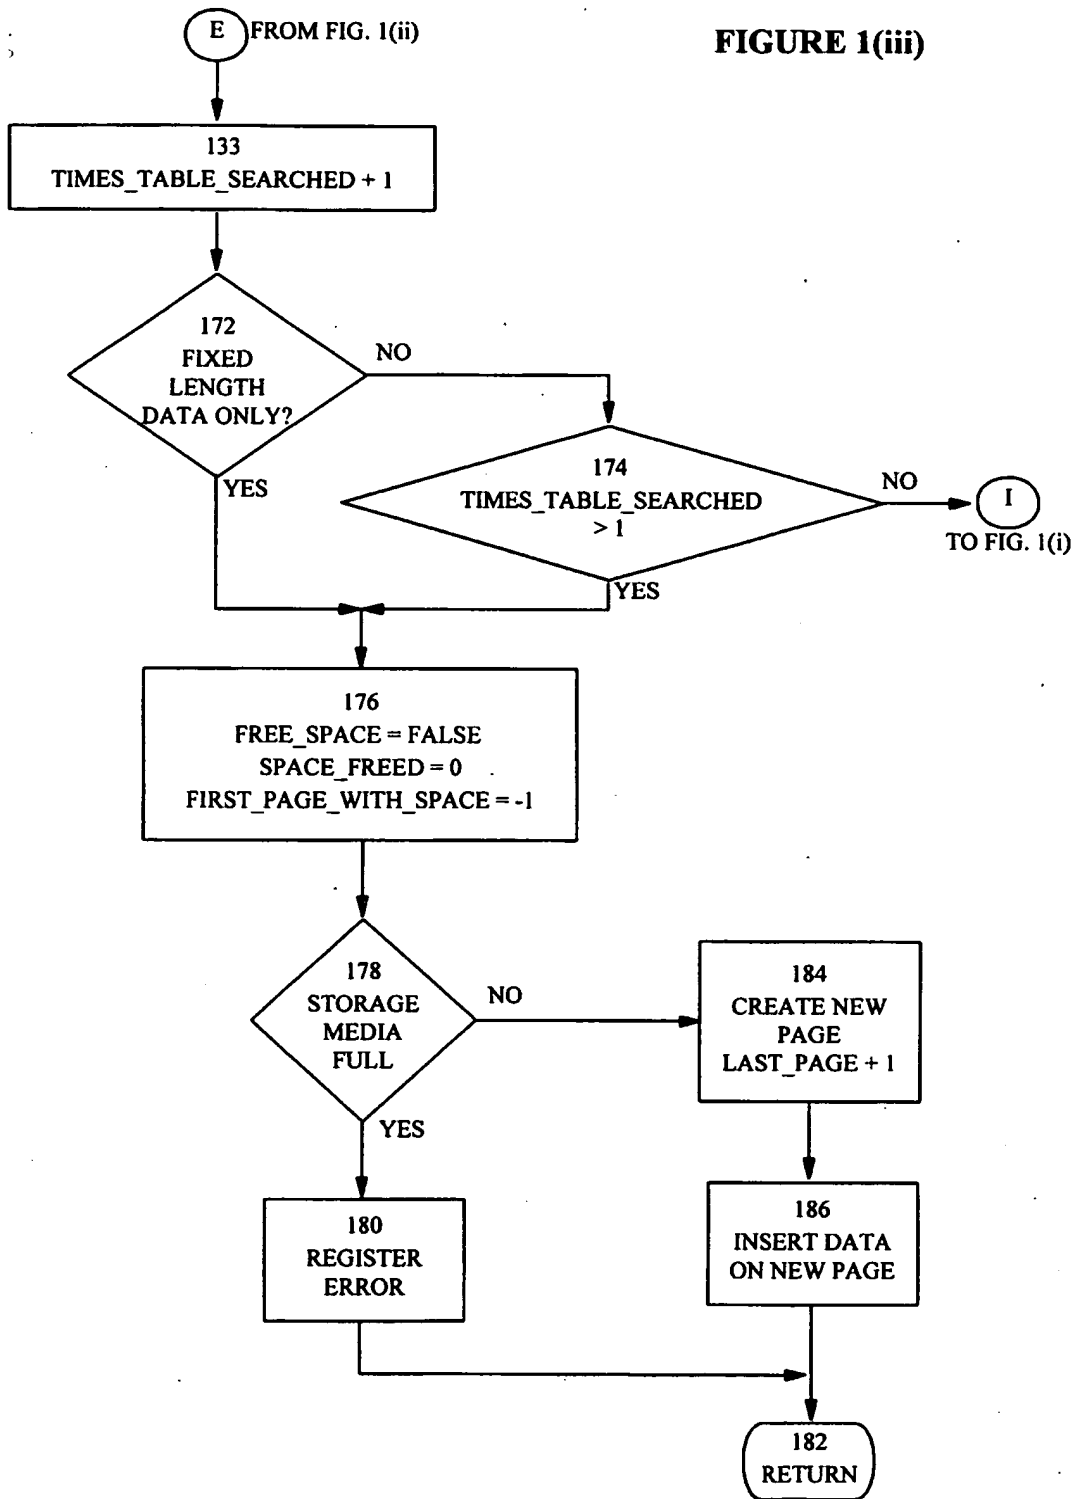 E FROM FIG. 1(ii)
FIGURE 1(iii)
133
TIMES_TABLE_SEARCHED + 1
172
FIXED
LENGTH
DATA ONLY?
NO
YES
174
TIMES_TABLE_SEARCHED
> 1
NO
I
TO FIG. 1(i)
YES
176
FREE_SPACE = FALSE
SPACE_FREED = 0
FIRST_PAGE_WITH_SPACE = -1
178
STORAGE
MEDIA
FULL
NO
YES
184
CREATE NEW
PAGE
LAST_PAGE + 1
180
REGISTER
ERROR
186
INSERT DATA
ON NEW PAGE
182
RETURN